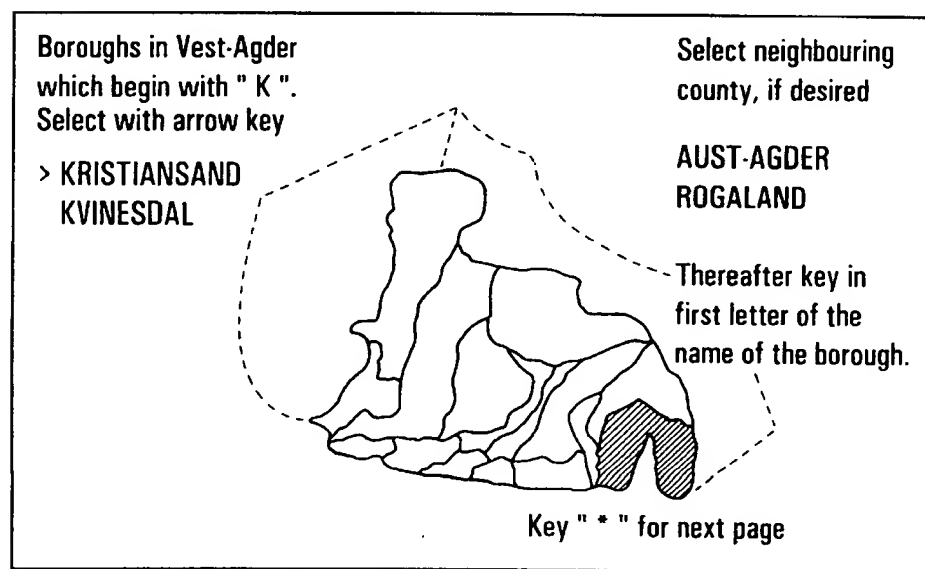 Boroughs in Vest-Agder
which begin with " K ".
Select with arrow key
> KRISTIANSAND
KVINESDAL
Select neighbouring
county, if desired
AUST-AGDER
ROGALAND
Thereafter key in
first letter of the
name of the borough.
Key " * " for next page